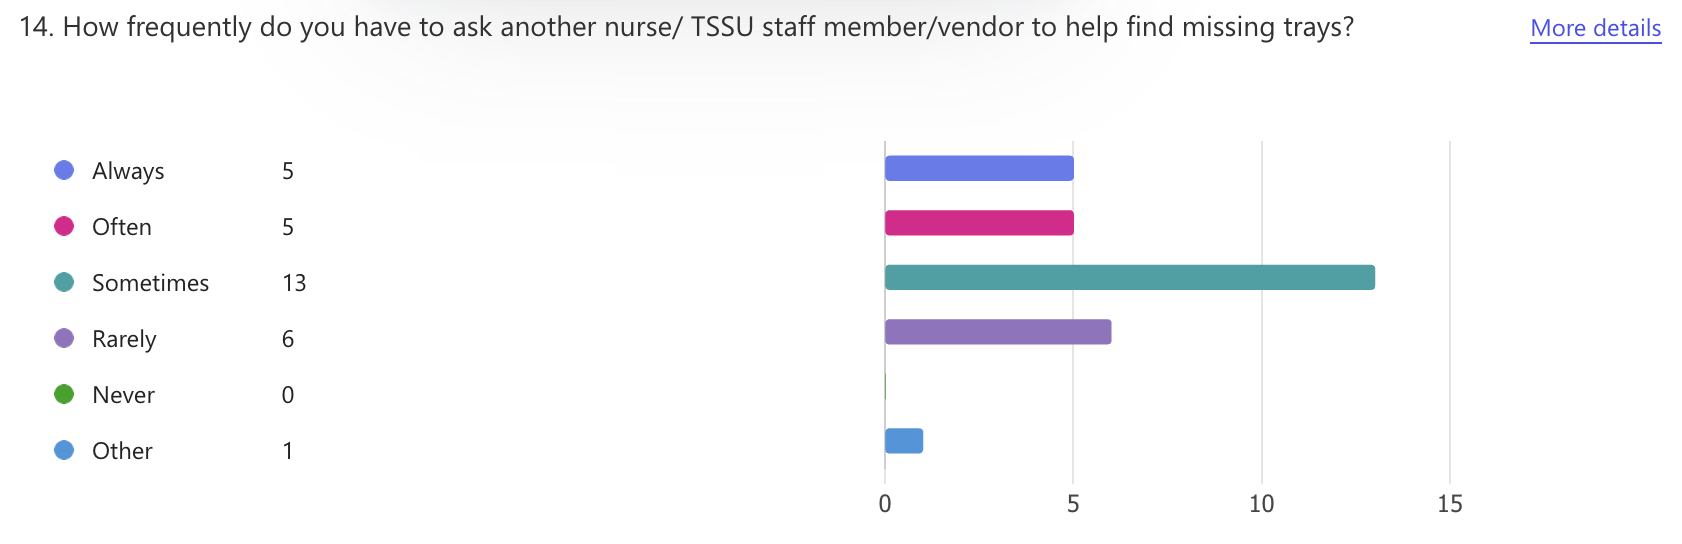 14. How frequently do you have to ask another nurse/ TSSU staff member/vendor to help find missing trays?
More details
Always 5
Often 5
Sometimes 13
Rarely 6
Never 0
Other 1
0 5 10 15